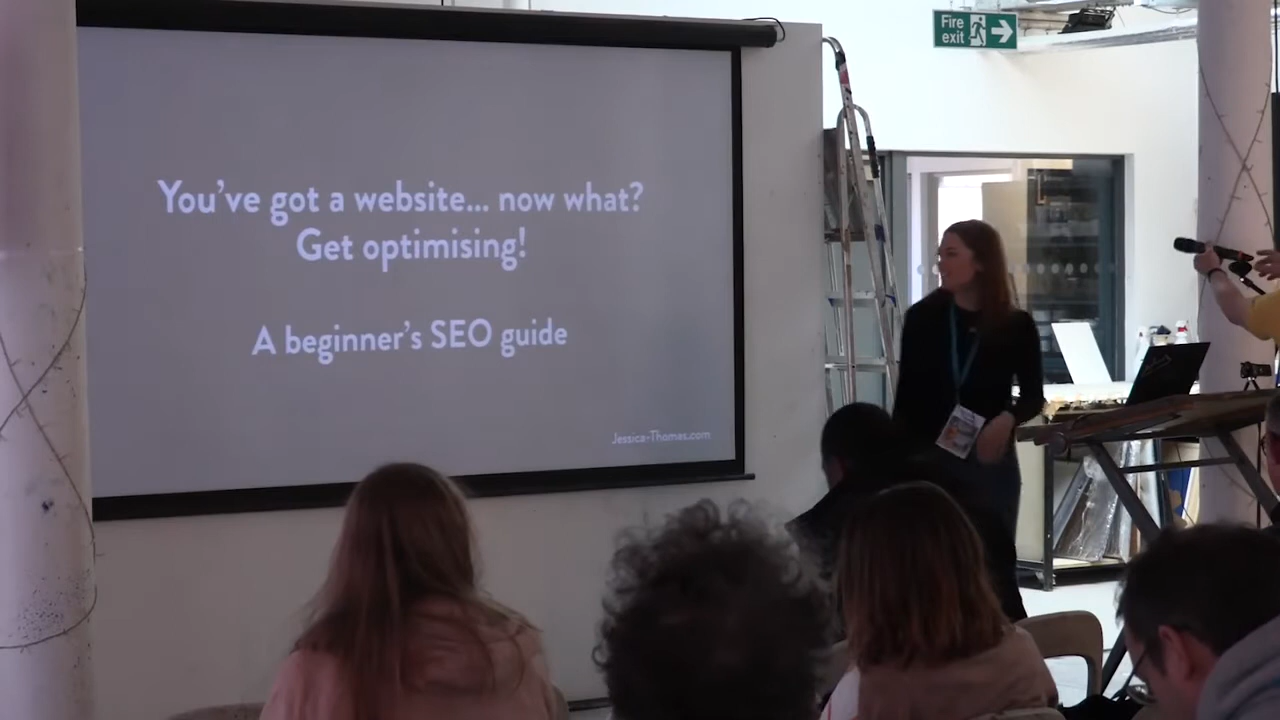 You've got a website... now what?
Get optimising!
A beginner's SEO guide
Jessica-Thomas.com
Fire
exit